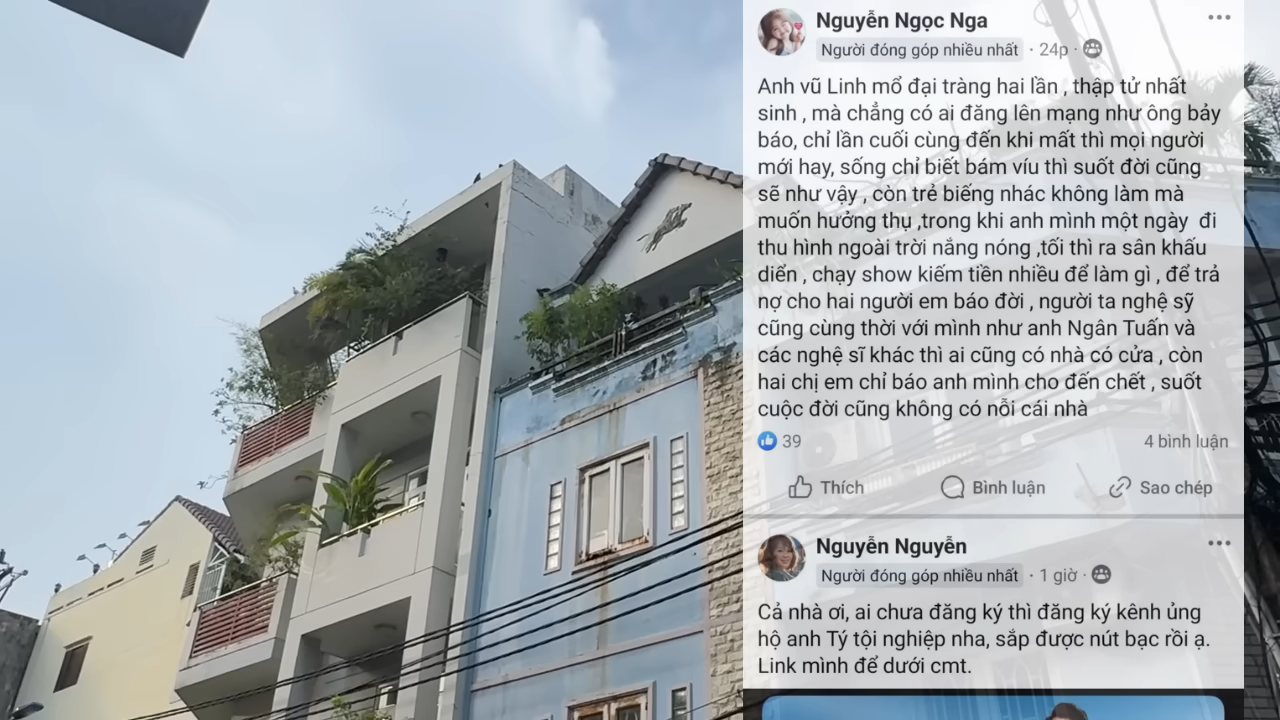 Nguyễn Ngọc Nga
Người đóng góp nhiều nhất · 24p ·
Anh vũ Linh mổ đại tràng hai lần , thập tử nhất
sinh , mà chẳng có ai đăng lên mạng như ông bảy
báo, chỉ lần cuối cùng đến khi mất thì mọi người
mới hay, sống chỉ biết bám víu thì suốt đời cũng
sẽ như vậy , còn trẻ biếng nhác không làm mà
muốn hưởng thụ ,trong khi anh mình một ngày đi
thu hình ngoài trời nắng nóng ,tối thì ra sân khấu
diển , chạy show kiếm tiền nhiều để làm gì , để trả
nợ cho hai người em báo đời , người ta nghệ sỹ
cũng cùng thời với mình như anh Ngân Tuấn và
các nghệ sĩ khác thì ai cũng có nhà có cửa , còn
hai chị em chỉ báo anh mình cho đến chết , suốt
cuộc đời cũng không có nỗi cái nhà
39
4 bình luận
Thích
Bình luận
Sao chép
Nguyễn Nguyễn
Người đóng góp nhiều nhất · 1 giờ ·
Cả nhà ơi, ai chưa đăng ký thì đăng ký kênh ủng
hộ anh Tý tội nghiệp nha, sắp được nút bạc rồi ạ.
Link mình để dưới cmt.